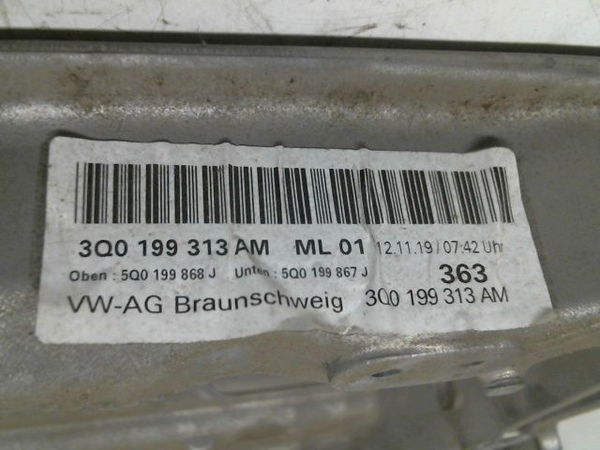 3Q0 199 313 AM ML 01 12.11.19 / 07:42 Uhr
Oben : 5Q0 199 868 J Unten : 5Q0 199 867 J 363
VW-AG Braunschweig 3Q0 199 313 AM